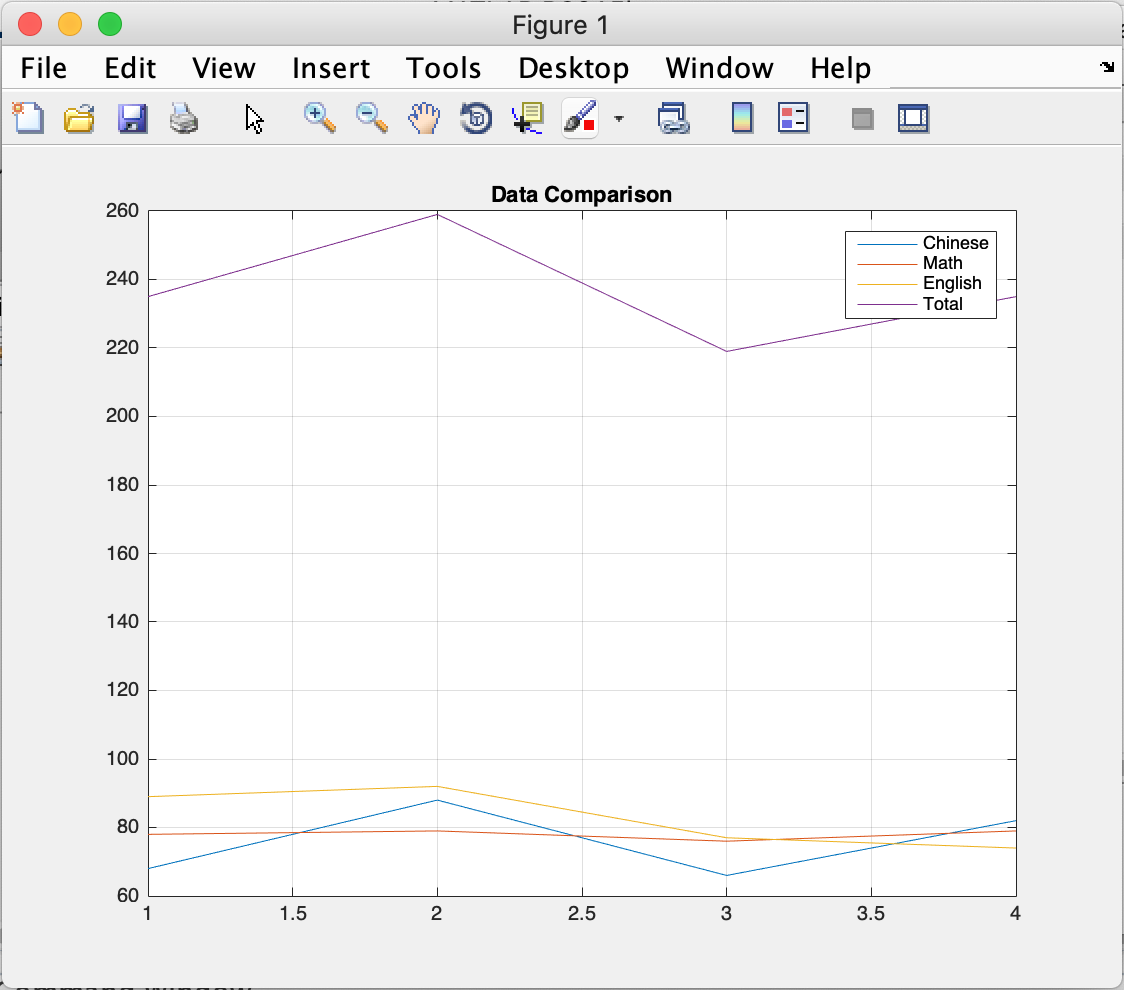 Figure 1
File Edit View Insert Tools Desktop Window Help
Data Comparison
260
240
220
200
180
160
140
120
100
80
60
1 1.5 2 2.5 3 3.5 4
Chinese
Math
English
Total